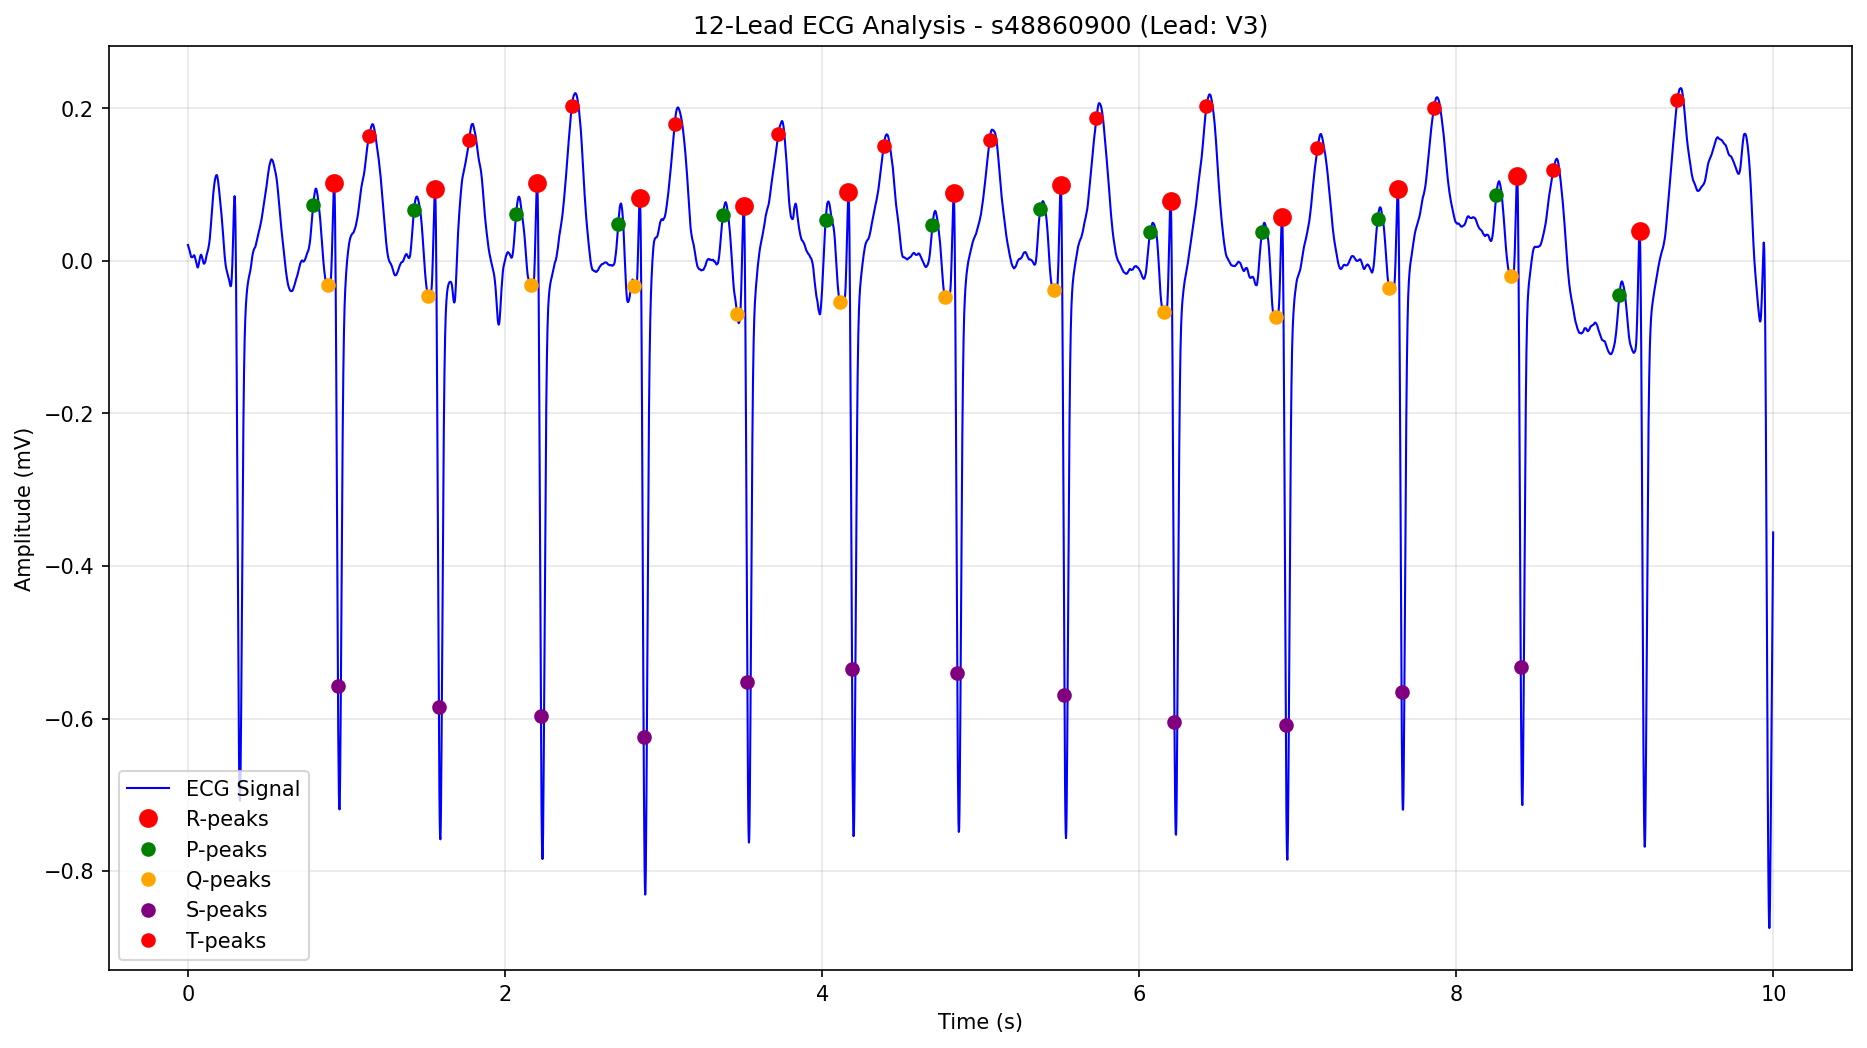 12-Lead ECG Analysis - s48860900 (Lead: V3)
0.2
0.0
−0.2
−0.4
−0.6
−0.8
Amplitude (mV)
ECG Signal
R-peaks
P-peaks
Q-peaks
S-peaks
T-peaks
0 2 4 6 8 10
Time (s)